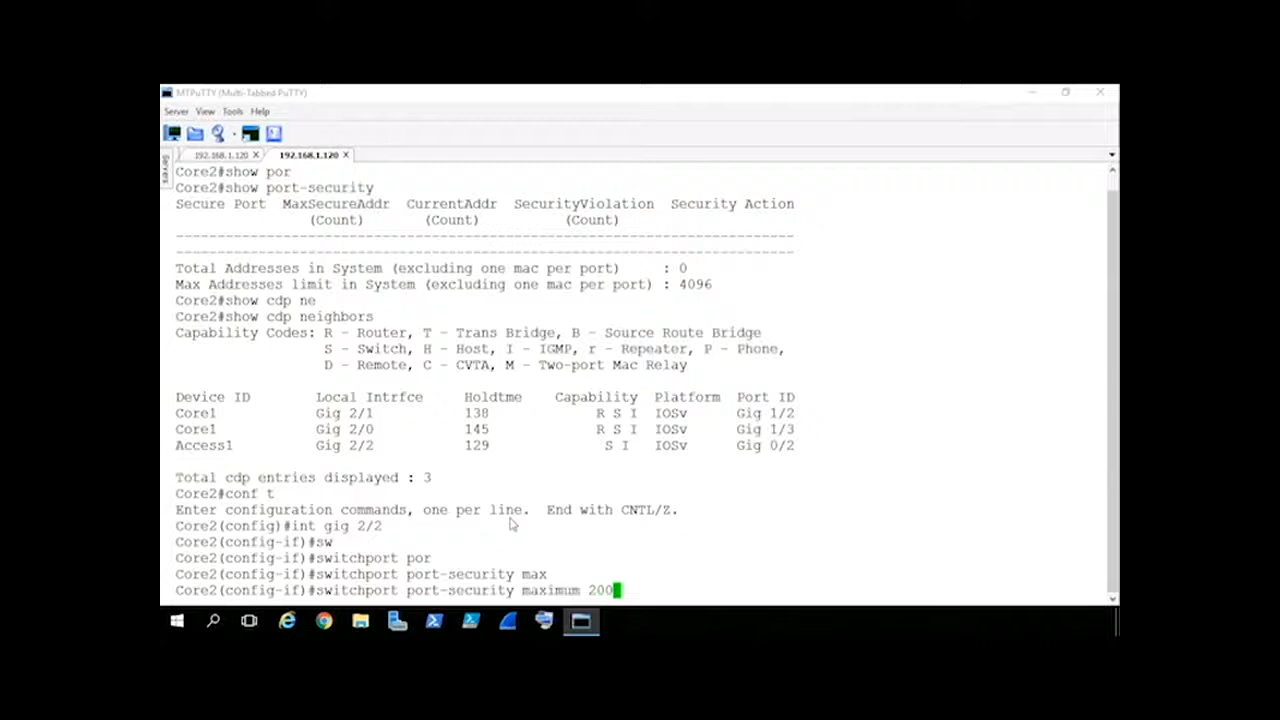 MTPuTTY (Multi-Tabbed PuTTY)
Server View Tools Help
192.168.1.120 192.168.1.120
Servers
Core2#show por
Core2#show port-security
Secure Port MaxSecureAddr CurrentAddr SecurityViolation Security Action
(Count) (Count) (Count)
---------------------------------------------------------------------------
---------------------------------------------------------------------------
Total Addresses in System (excluding one mac per port) : 0
Max Addresses limit in System (excluding one mac per port) : 4096
Core2#show cdp ne
Core2#show cdp neighbors
Capability Codes: R - Router, T - Trans Bridge, B - Source Route Bridge
S - Switch, H - Host, I - IGMP, r - Repeater, P - Phone,
D - Remote, C - CVTA, M - Two-port Mac Relay
Device ID Local Intrfce Holdtme Capability Platform Port ID
Core1 Gig 2/1 138 R S I IOSv Gig 1/2
Core1 Gig 2/0 145 R S I IOSv Gig 1/3
Access1 Gig 2/2 129 S I IOSv Gig 0/2
Total cdp entries displayed : 3
Core2#conf t
Enter configuration commands, one per line. End with CNTL/Z.
Core2(config)#int gig 2/2
Core2(config-if)#sw
Core2(config-if)#switchport por
Core2(config-if)#switchport port-security max
Core2(config-if)#switchport port-security maximum 200